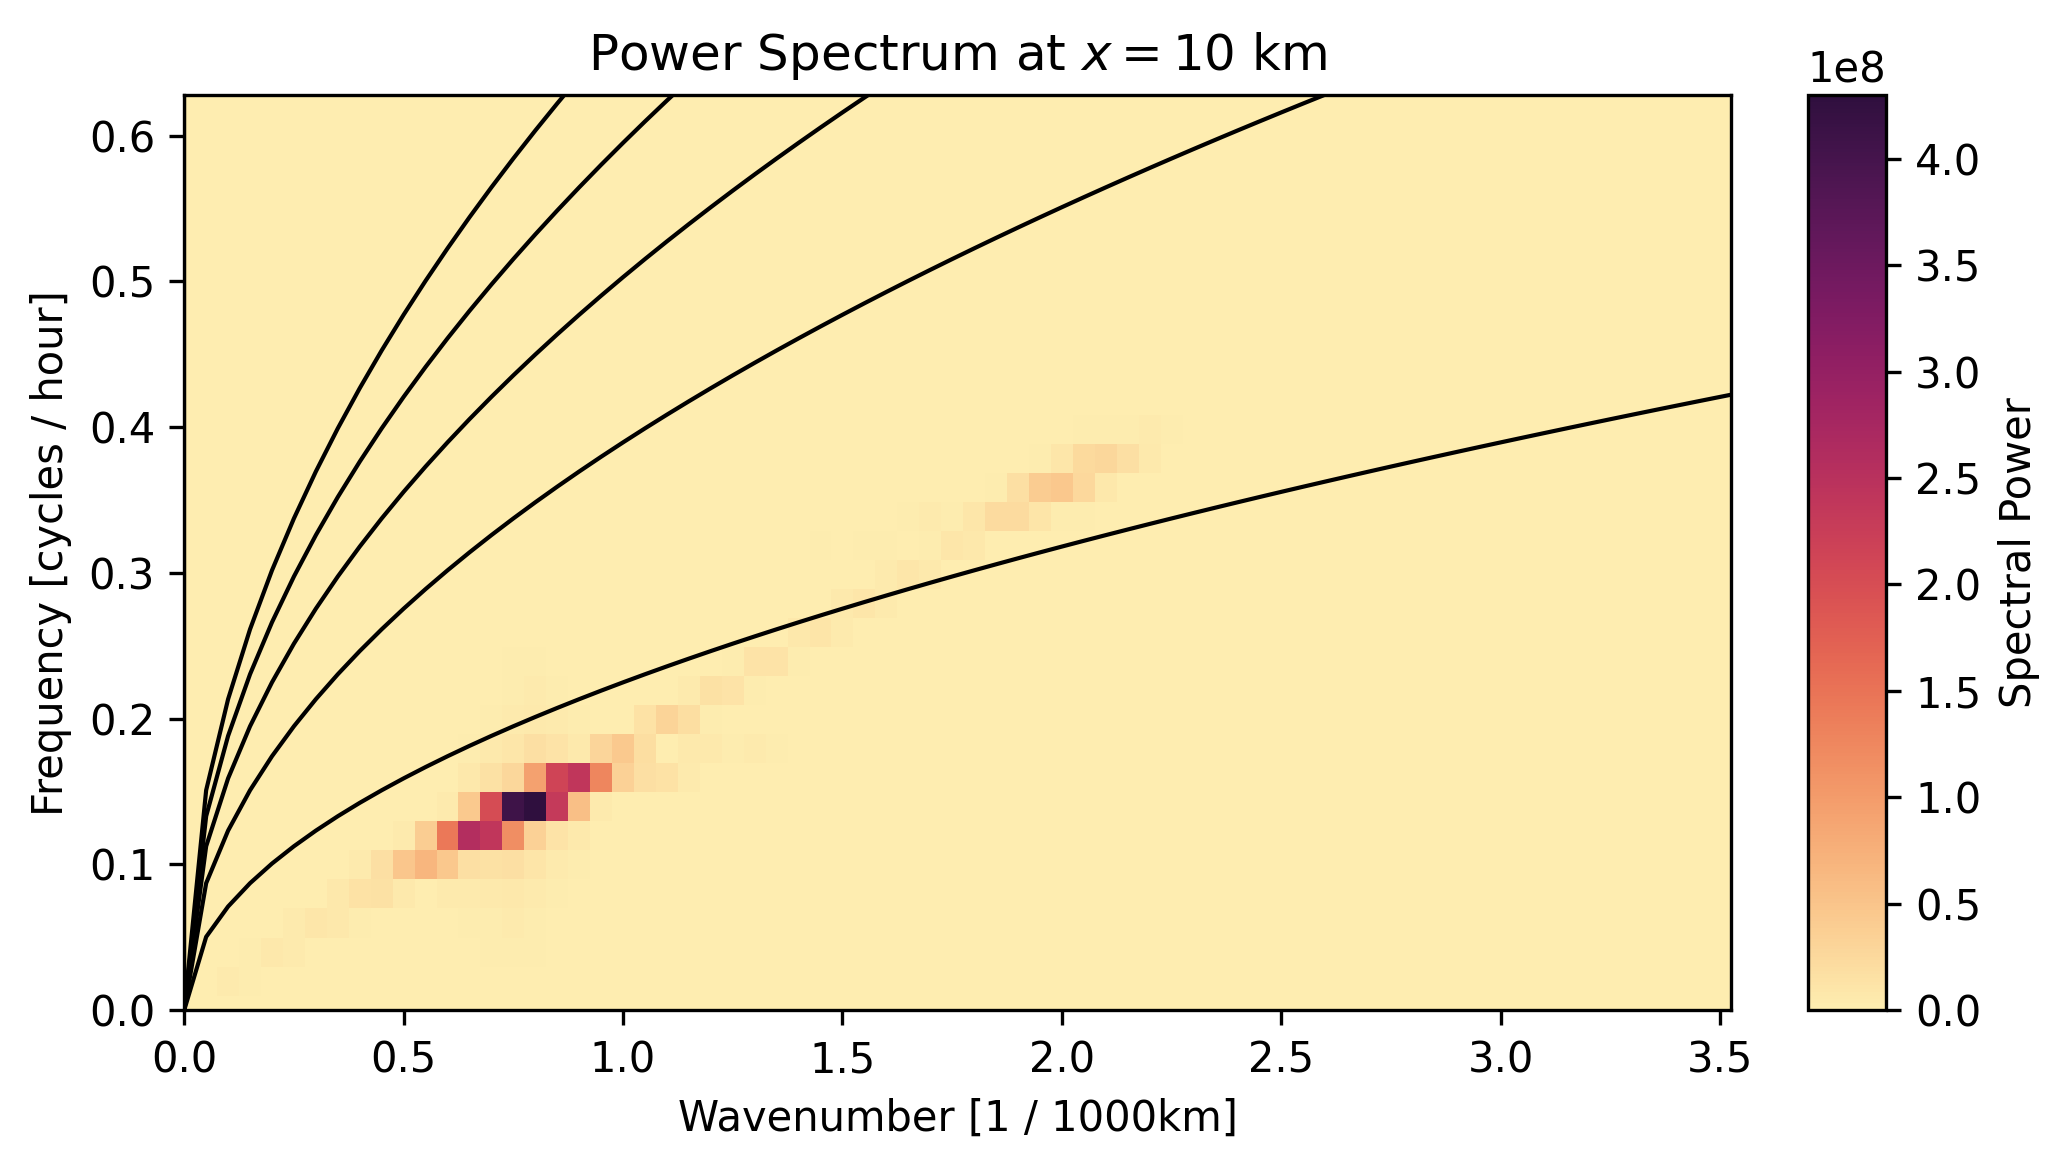 Power Spectrum at x = 10 km
1e8
Frequency [cycles / hour]
0.6
0.5
0.4
0.3
0.2
0.1
0.0
0.0 0.5 1.0 1.5 2.0 2.5 3.0 3.5
Wavenumber [1 / 1000km]
4.0
3.5
3.0
2.5
2.0
1.5
1.0
0.5
0.0
Spectral Power